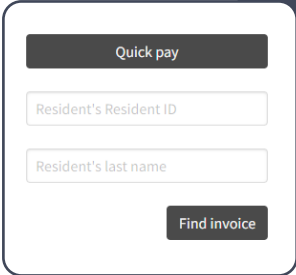 Quick pay
Resident's Resident ID
Resident's last name
Find invoice